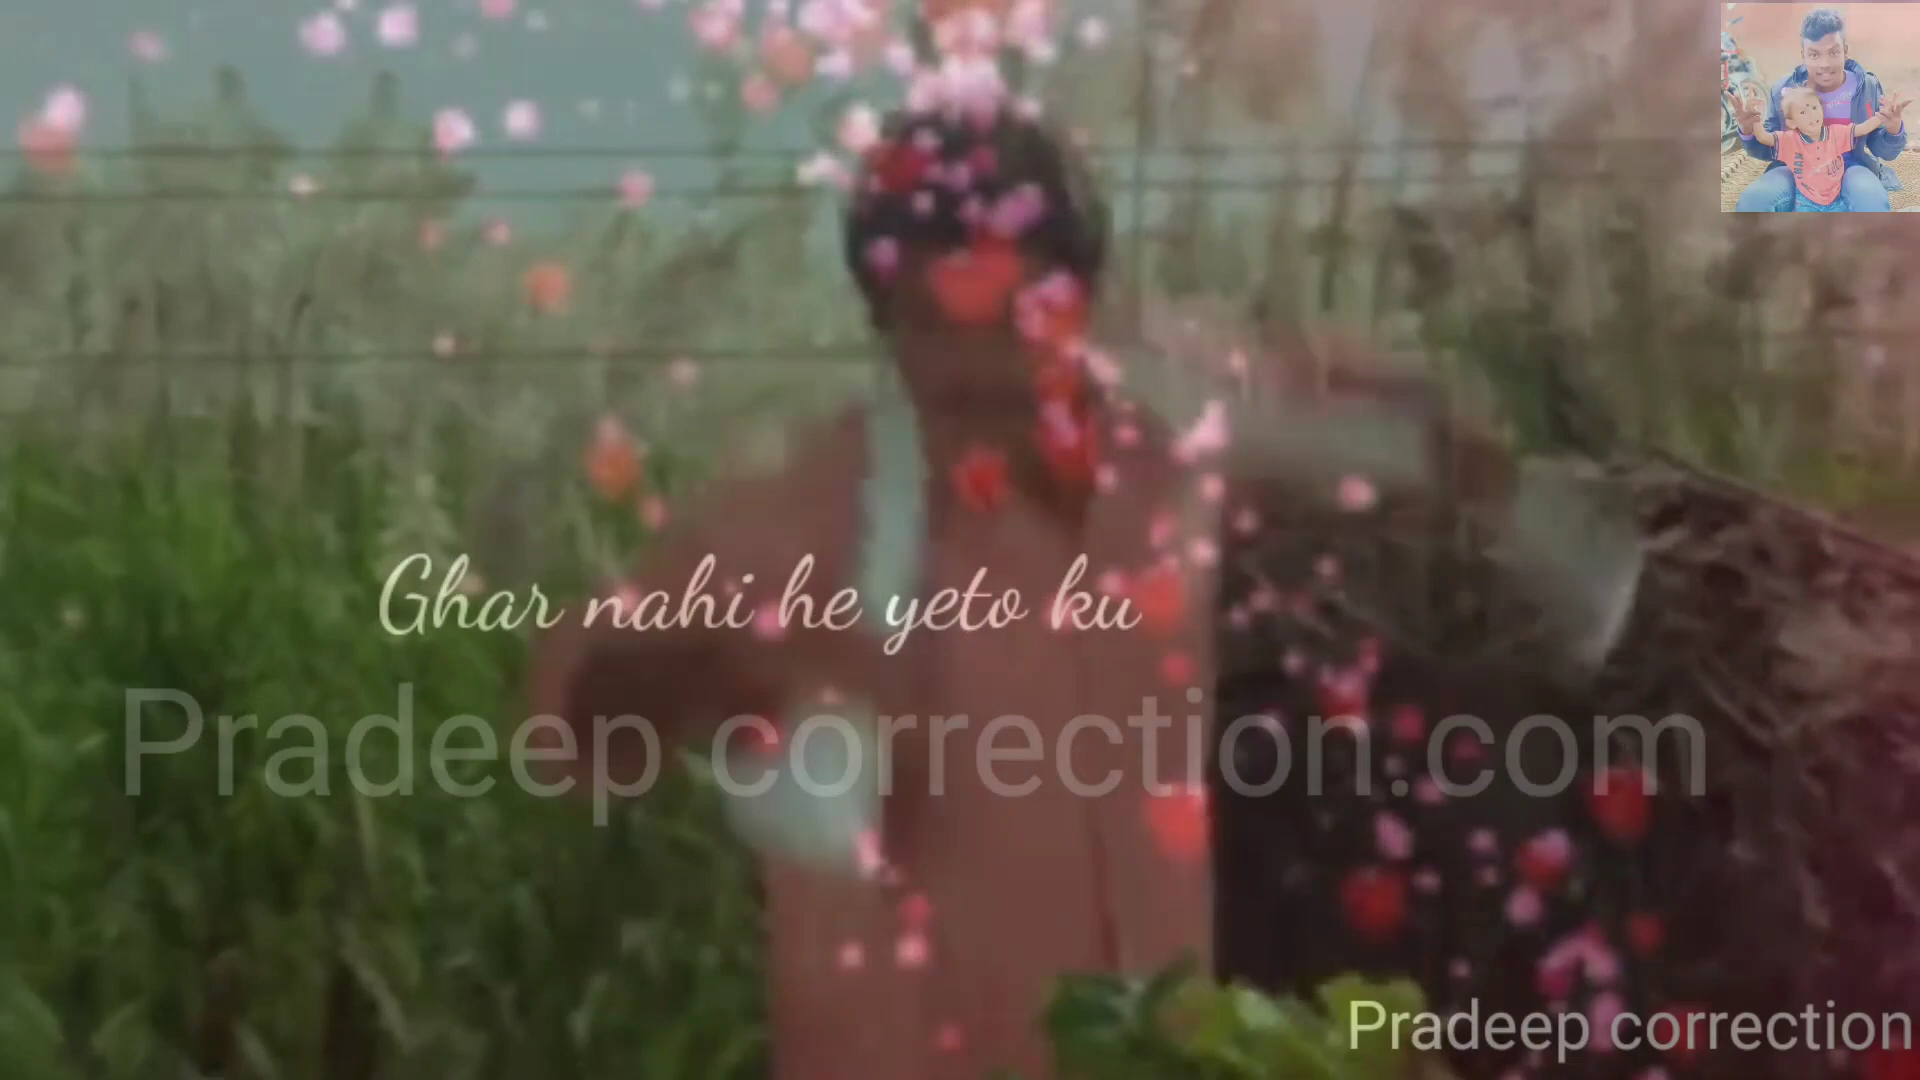 Ghar nahi he yeto ku
Pradeep correction.com
Pradeep correction